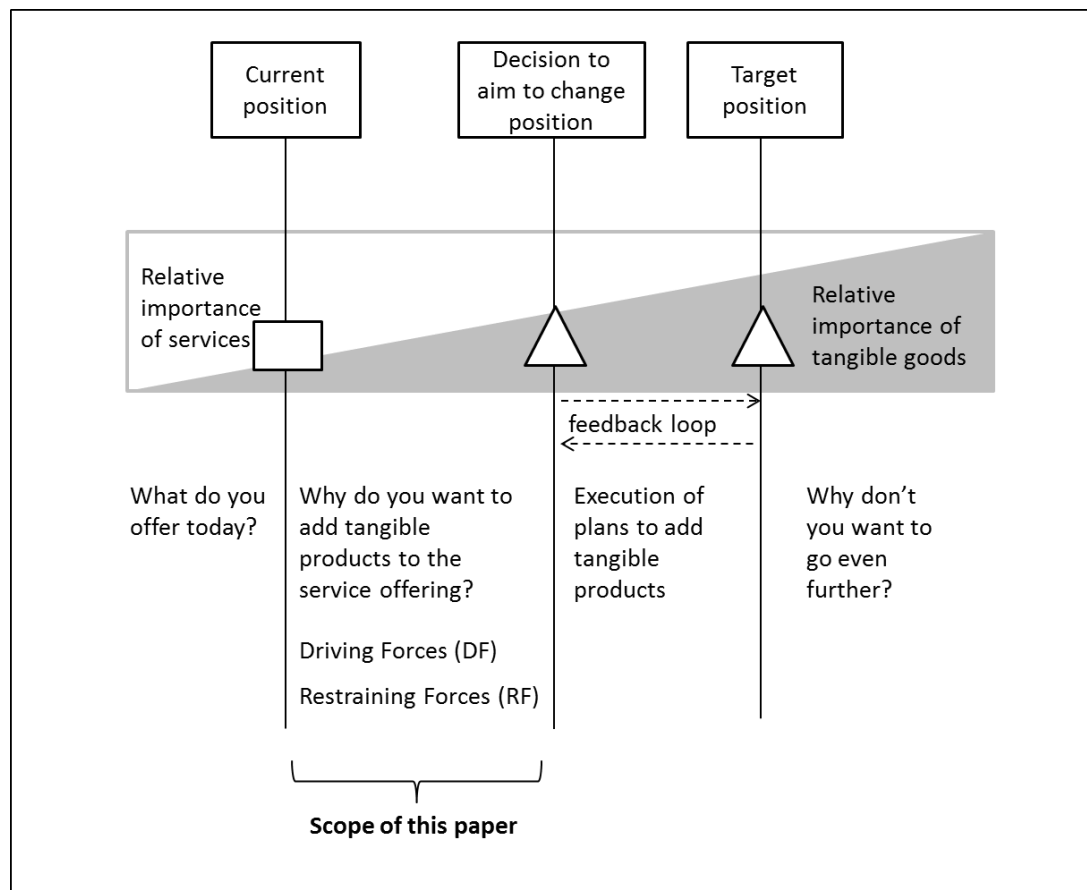 Current
position
Decision to
aim to change
position
Target
position
Relative
importance
of services
Relative
importance of
tangible goods
feedback loop
What do you
offer today?
Why do you want to
add tangible
products to the
service offering?
Driving Forces (DF)
Restraining Forces (RF)
Execution of
plans to add
tangible
products
Why don’t
you want to
go even
further?
Scope of this paper